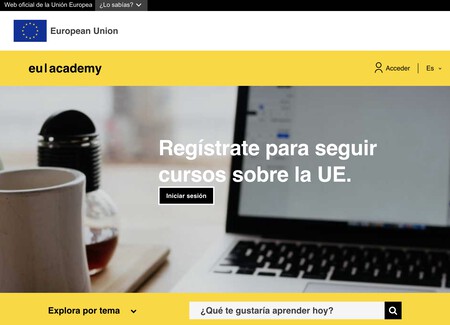 Web oficial de la Unión Europea ¿Lo sabías?
European Union
eu|academy
Acceder
Es
Regístrate para seguir
cursos sobre la UE.
Iniciar sesión
Explora por tema
¿Qué te gustaría aprender hoy?